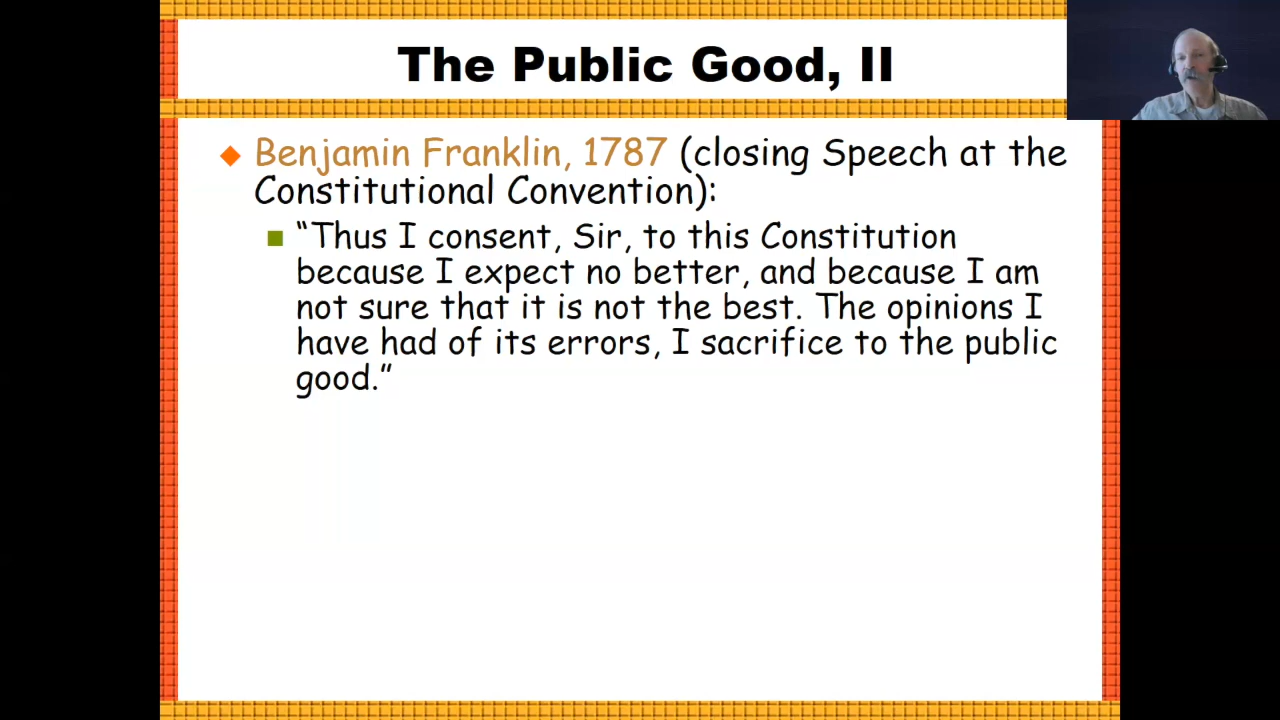 The Public Good, II
Benjamin Franklin, 1787 (closing Speech at the
Constitutional Convention):
“Thus I consent, Sir, to this Constitution
because I expect no better, and because I am
not sure that it is not the best. The opinions I
have had of its errors, I sacrifice to the public
good.”